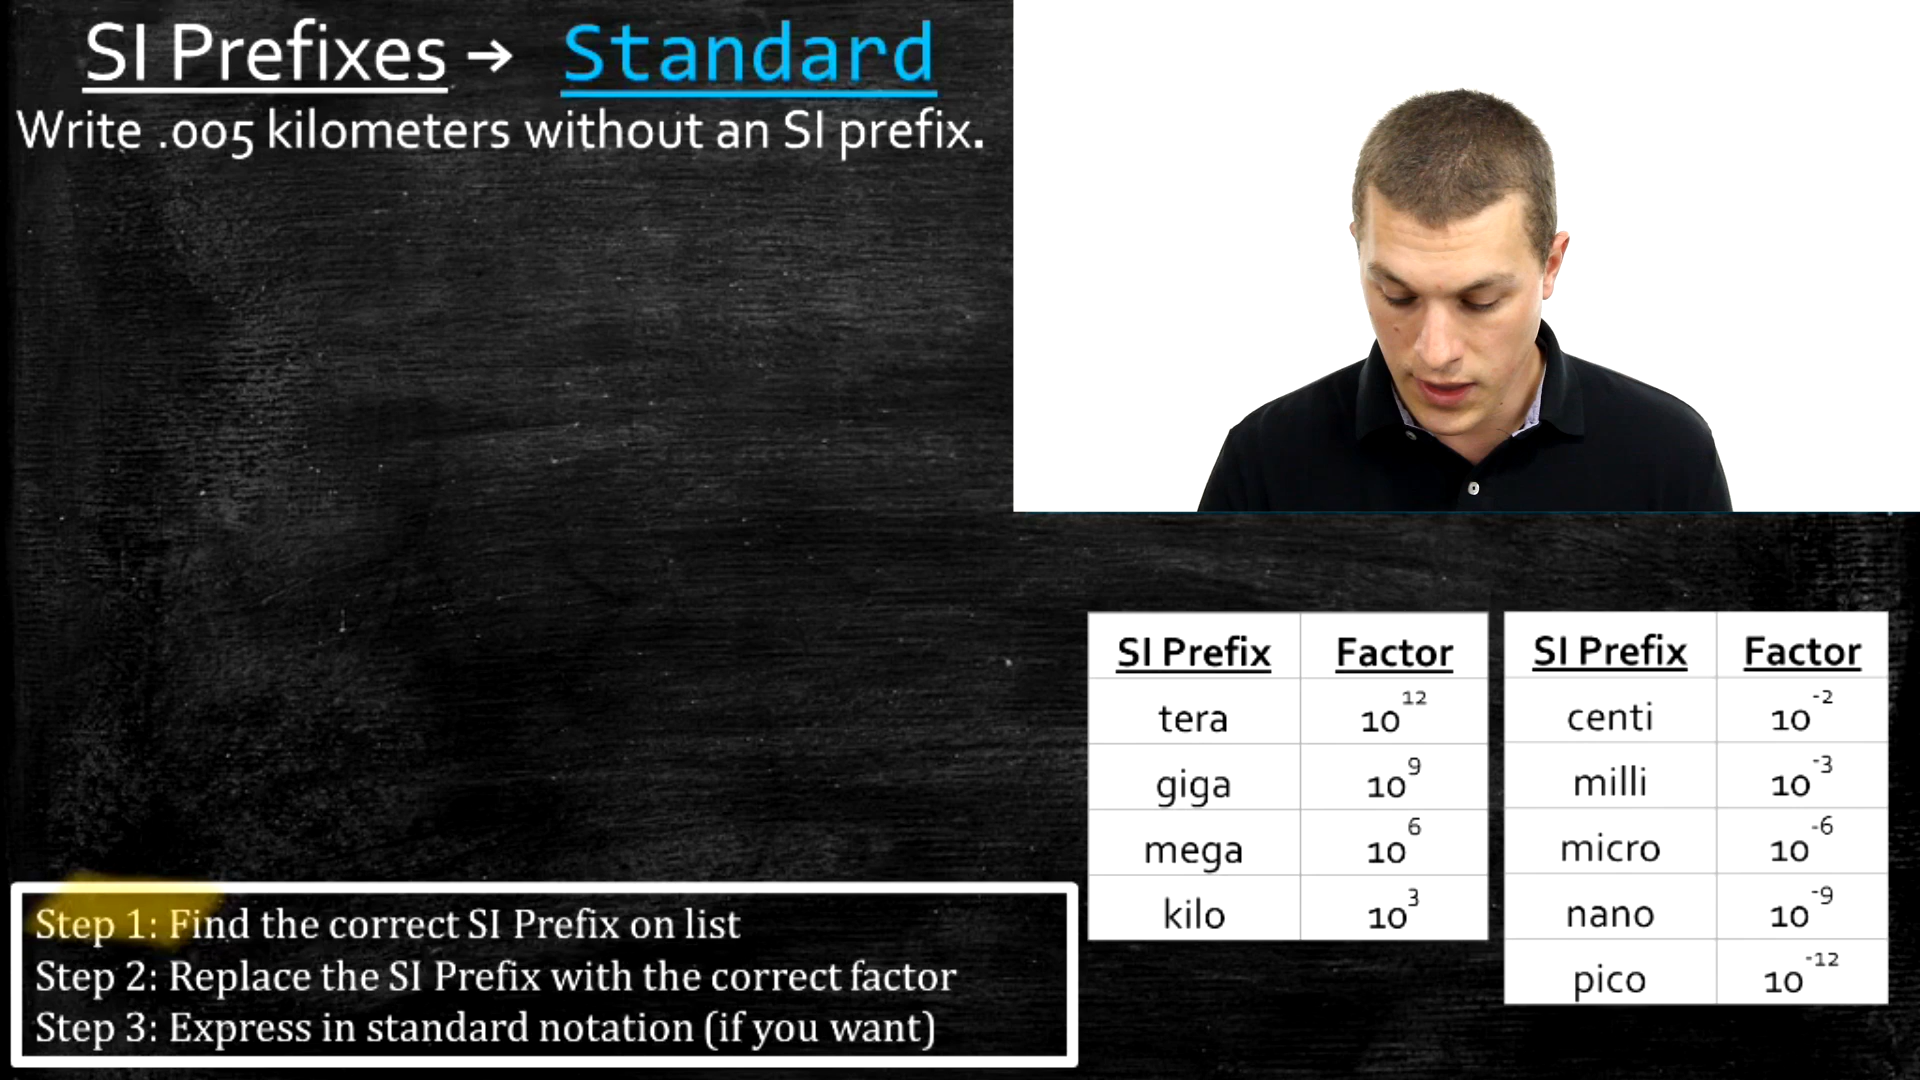 SI Prefixes → Standard
Write .005 kilometers without an SI prefix.
SI Prefix Factor
tera 10^12
giga 10^9
mega 10^6
kilo 10^3
SI Prefix Factor
centi 10^-2
milli 10^-3
micro 10^-6
nano 10^-9
pico 10^-12
Step 1: Find the correct SI Prefix on list
Step 2: Replace the SI Prefix with the correct factor
Step 3: Express in standard notation (if you want)